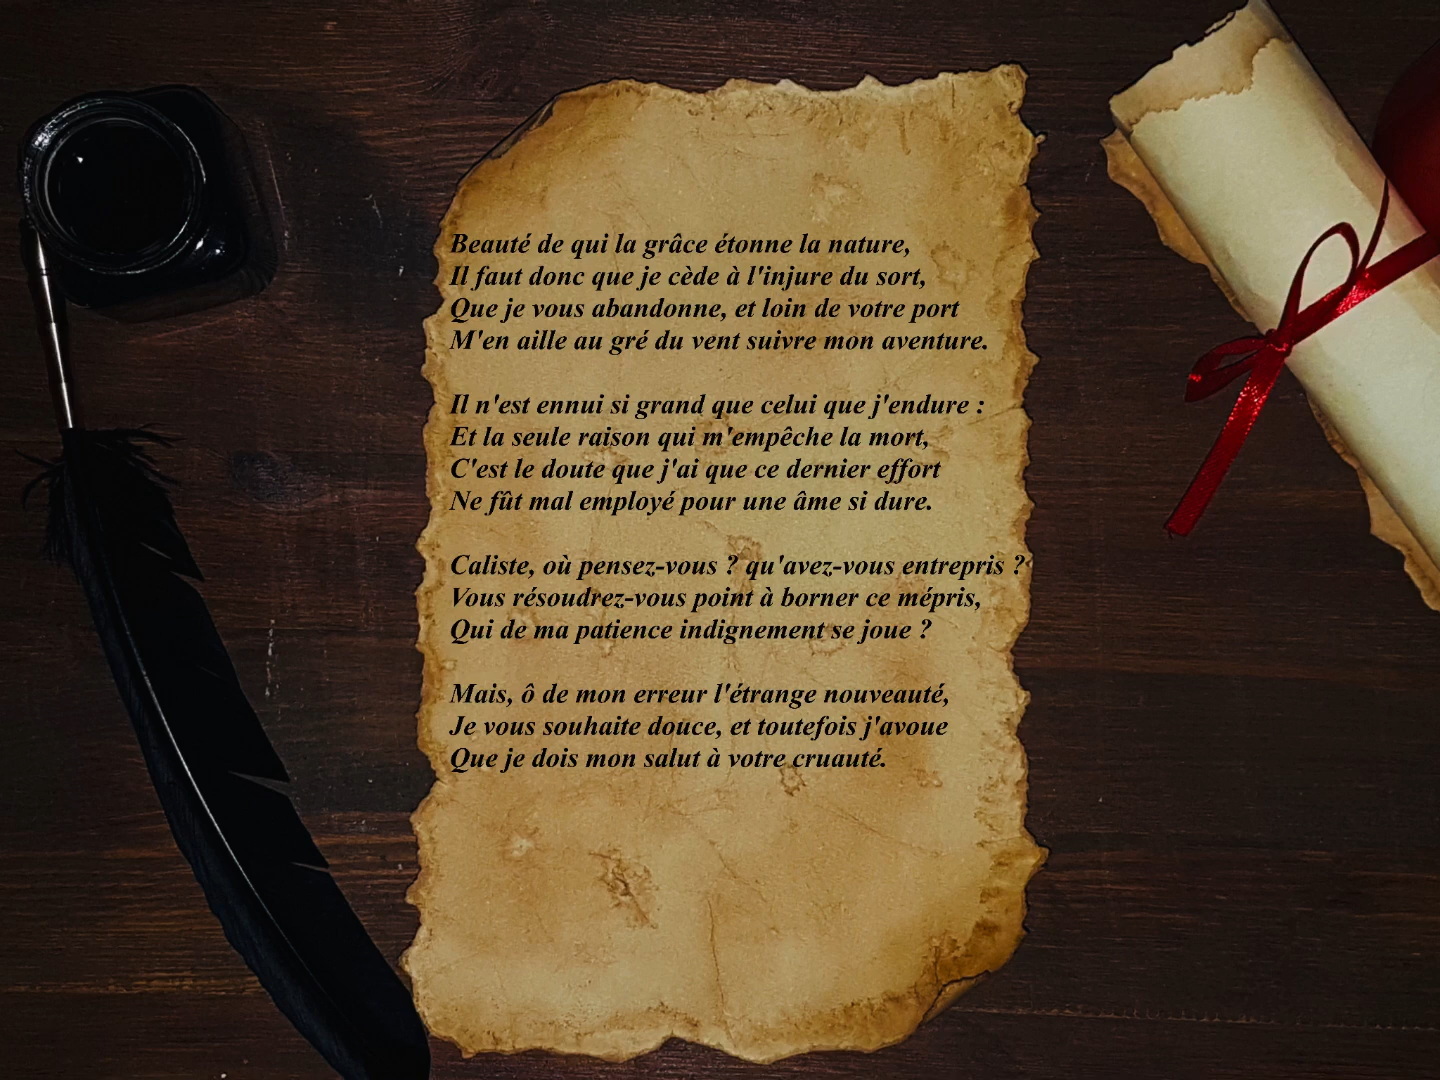 Beauté de qui la grâce étonne la nature,
Il faut donc que je cède à l'injure du sort,
Que je vous abandonne, et loin de votre port
M'en aille au gré du vent suivre mon aventure.
Il n'est ennui si grand que celui que j'endure :
Et la seule raison qui m'empêche la mort,
C'est le doute que j'ai que ce dernier effort
Ne fût mal employé pour une âme si dure.
Caliste, où pensez-vous ? qu'avez-vous entrepris ?
Vous résoudrez-vous point à borner ce mépris,
Qui de ma patience indignement se joue ?
Mais, ô de mon erreur l'étrange nouveauté,
Je vous souhaite douce, et toutefois j'avoue
Que je dois mon salut à votre cruauté.